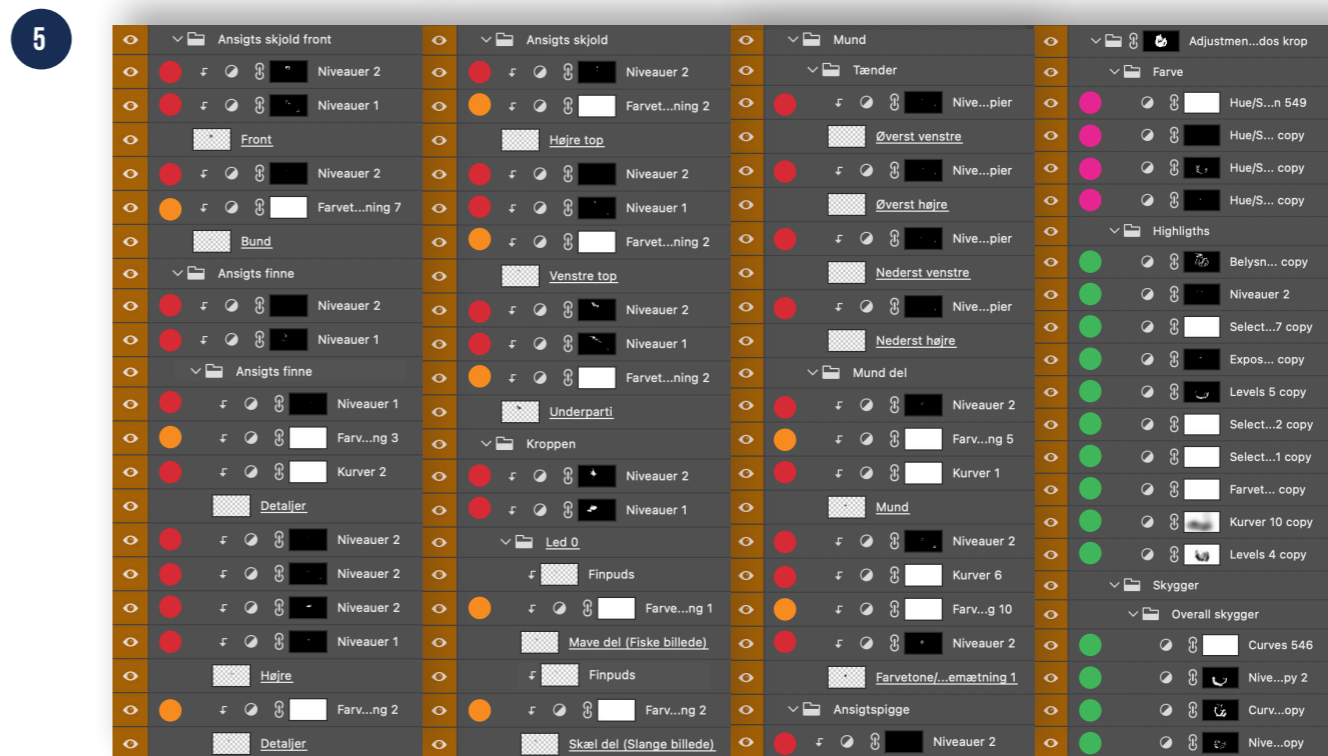 5
Ansigts skjold front
Niveauer 2
Niveauer 1
Front
Niveauer 2
Farvet...ning 7
Bund
Ansigts finne
Niveauer 2
Niveauer 1
Ansigts finne
Niveauer 1
Farv...ng 3
Kurver 2
Detaljer
Niveauer 2
Niveauer 2
Niveauer 2
Niveauer 1
Højre
Farv...ng 2
Detaljer
Ansigts skjold
Niveauer 2
Farvet...ning 2
Højre top
Niveauer 2
Niveauer 1
Farvet...ning 2
Venstre top
Niveauer 2
Niveauer 1
Farvet...ning 2
Underparti
Kroppen
Niveauer 2
Niveauer 1
Led 0
Finpuds
Farve...ng 1
Mave del (Fiske billede)
Finpuds
Farv...ng 2
Skæl del (Slange billede)
Mund
Tænder
Nive...pier
Øverst venstre
Nive...pier
Øverst højre
Nive...pier
Nederst venstre
Nive...pier
Nederst højre
Mund del
Niveauer 2
Farv...ng 5
Kurver 1
Mund
Niveauer 2
Kurver 6
Farv...g 10
Niveauer 2
Farvetone/...emætning 1
Ansigtspigge
Niveauer 2
Adjustmen...dos krop
Farve
Hue/S...n 549
Hue/S... copy
Hue/S... copy
Hue/S... copy
Highligths
Belysn... copy
Niveauer 2
Select...7 copy
Expos... copy
Levels 5 copy
Select...2 copy
Select...1 copy
Farvet... copy
Kurver 10 copy
Levels 4 copy
Skygger
Overall skygger
Curves 546
Nive...py 2
Curv...opy
Nive...opy